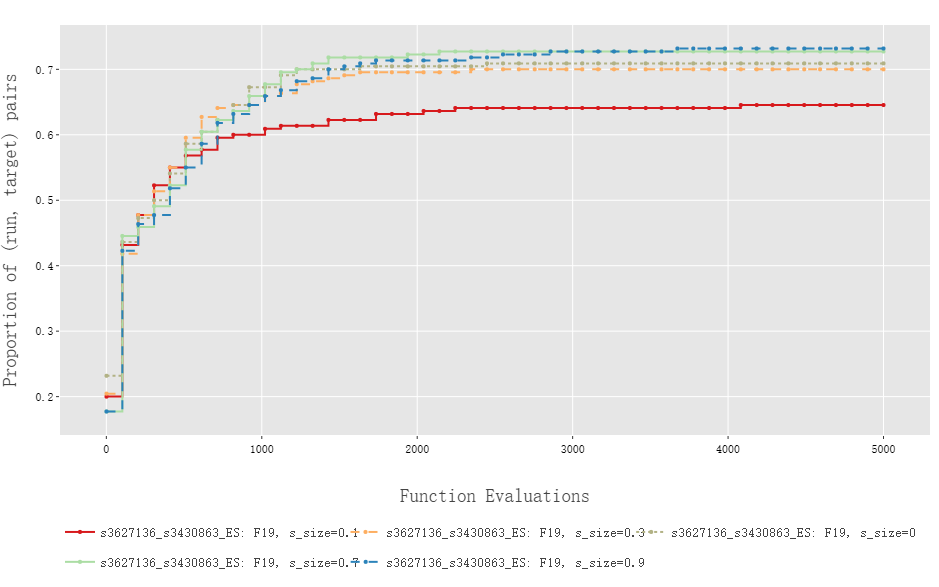 Proportion of (run, target) pairs
0.7
0.6
0.5
0.4
0.3
0.2
0 1000 2000 3000 4000 5000
Function Evaluations
s3627136_s3430863_ES: F19, s_size=0.1 s3627136_s3430863_ES: F19, s_size=0.3 s3627136_s3430863_ES: F19, s_size=0
s3627136_s3430863_ES: F19, s_size=0.7 s3627136_s3430863_ES: F19, s_size=0.9